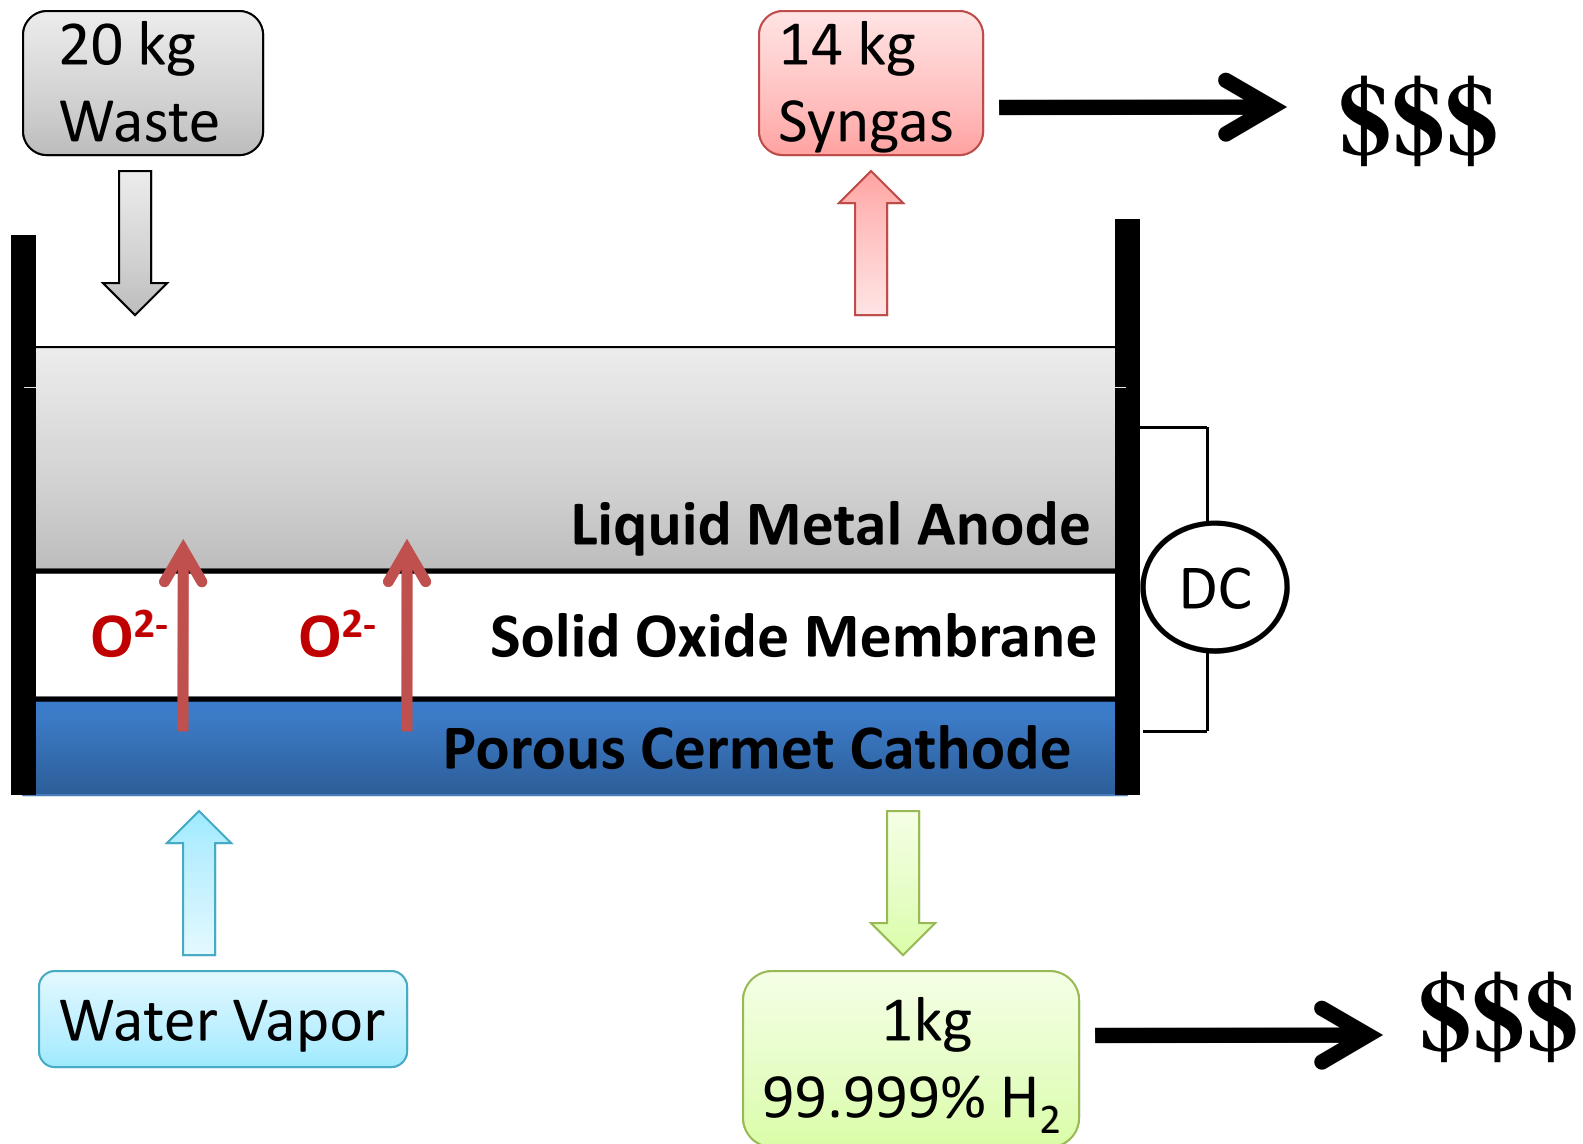 20 kg
Waste
14 kg
Syngas
$$$
Liquid Metal Anode
DC
O²⁻
O²⁻
Solid Oxide Membrane
Porous Cermet Cathode
Water Vapor
1kg
99.999% H₂
$$$